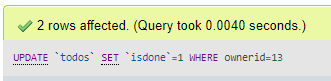 2 rows affected. (Query took 0.0040 seconds.)
UPDATE `todos` SET `isdone`=1 WHERE ownerid=13